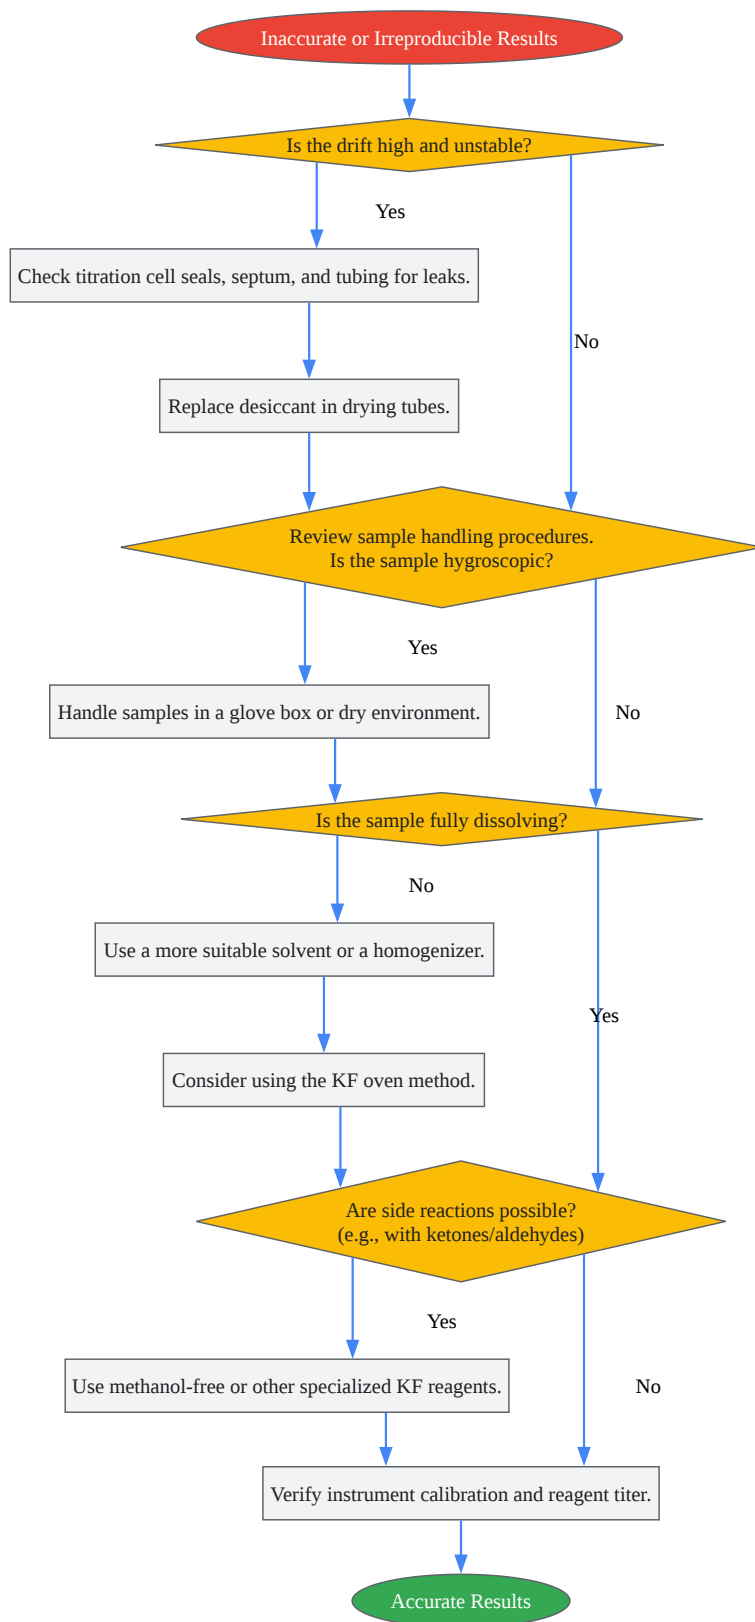 Inaccurate or Irreproducible Results
Is the drift high and unstable?
Yes
Check titration cell seals, septum, and tubing for leaks.
No
Replace desiccant in drying tubes.
Review sample handling procedures.
Is the sample hygroscopic?
Yes
Handle samples in a glove box or dry environment.
No
Is the sample fully dissolving?
No
Use a more suitable solvent or a homogenizer.
Yes
Consider using the KF oven method.
Are side reactions possible?
(e.g., with ketones/aldehydes)
Yes
Use methanol-free or other specialized KF reagents.
No
Verify instrument calibration and reagent titer.
Accurate Results